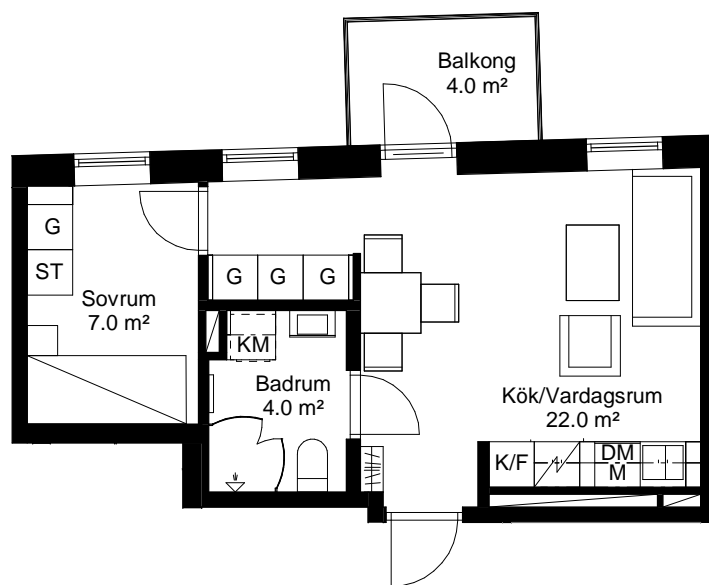 Balkong
4.0 m²
G
ST
Sovrum
7.0 m²
G G G
KM
Badrum
4.0 m²
Kök/Vardagsrum
22.0 m²
K/F
DM
M